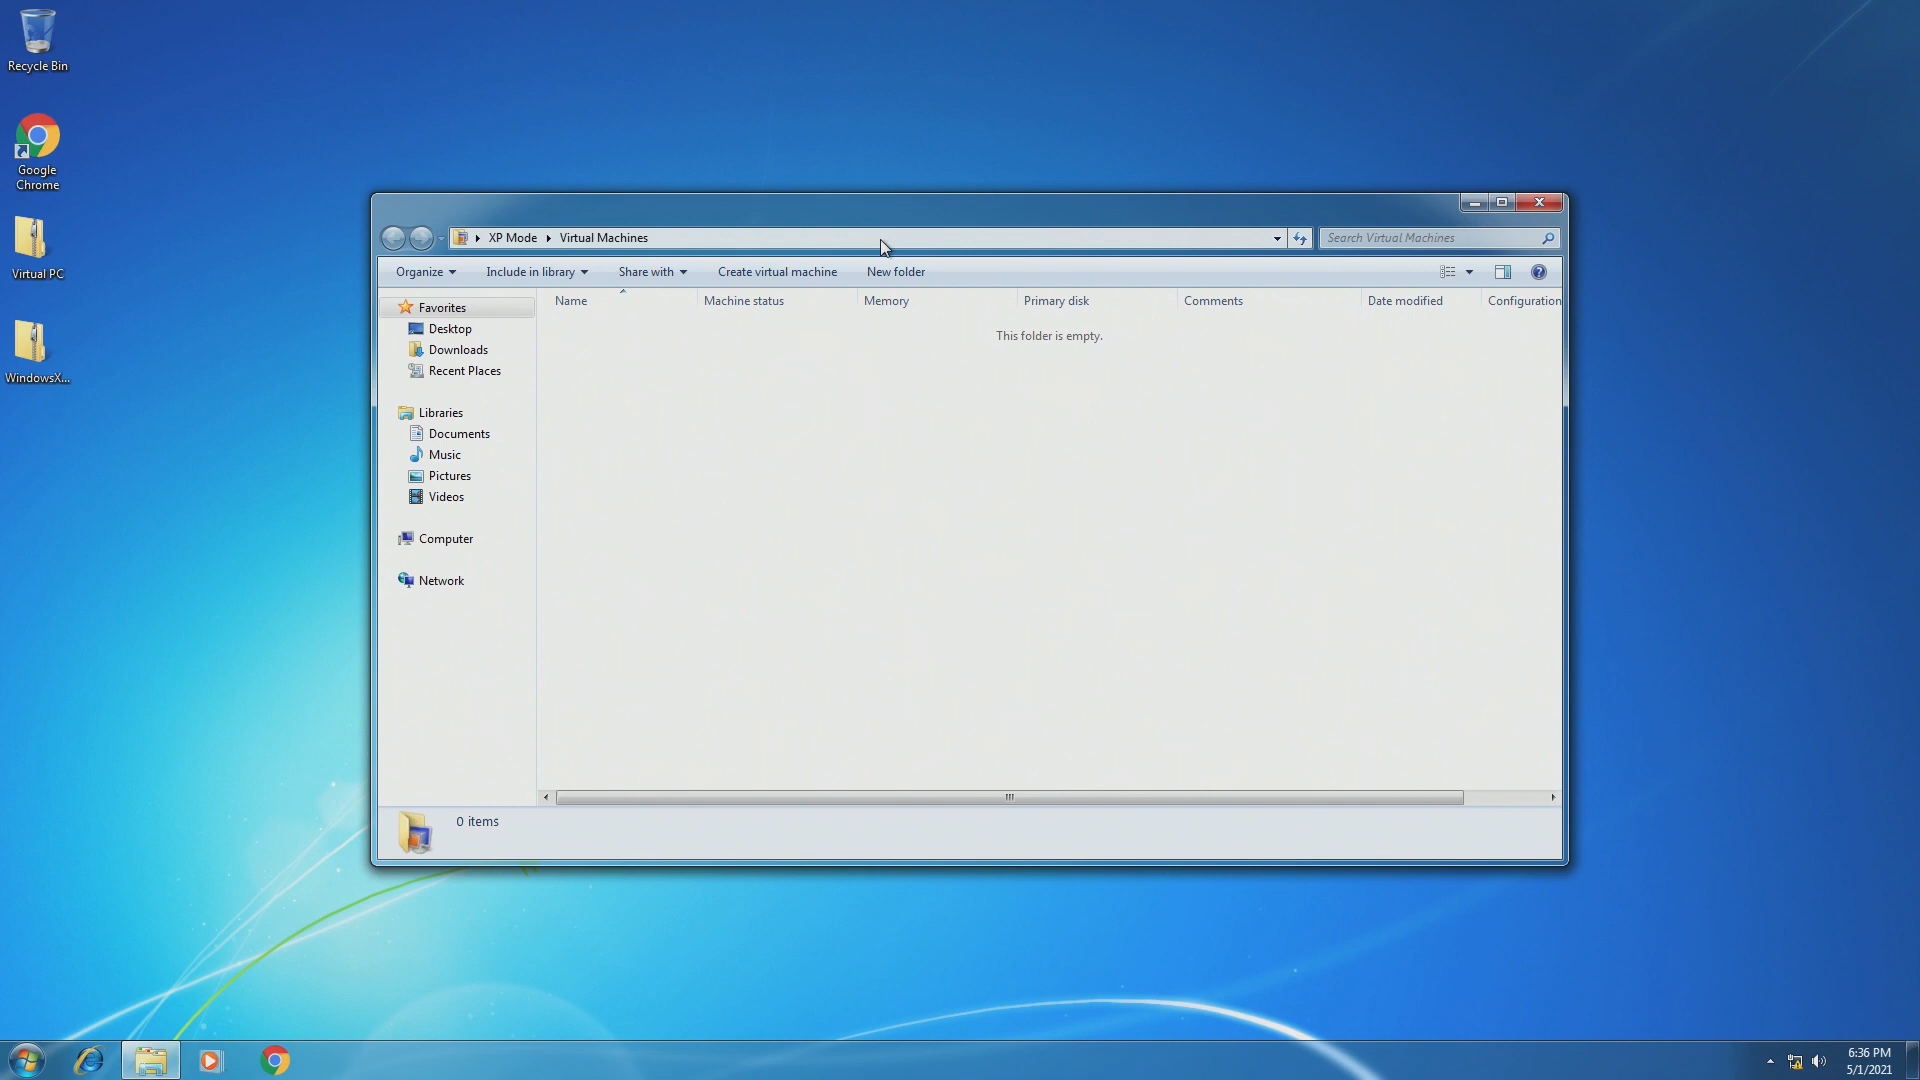 Recycle Bin
Google
Chrome
Virtual PC
WindowsX...
XP Mode
Virtual Machines
Search Virtual Machines
Organize
Include in library
Share with
Create virtual machine
New folder
Name
Machine status
Memory
Primary disk
Comments
Date modified
Configuration
This folder is empty.
Favorites
Desktop
Downloads
Recent Places
Libraries
Documents
Music
Pictures
Videos
Computer
Network
0 items
6:36 PM
5/1/2021